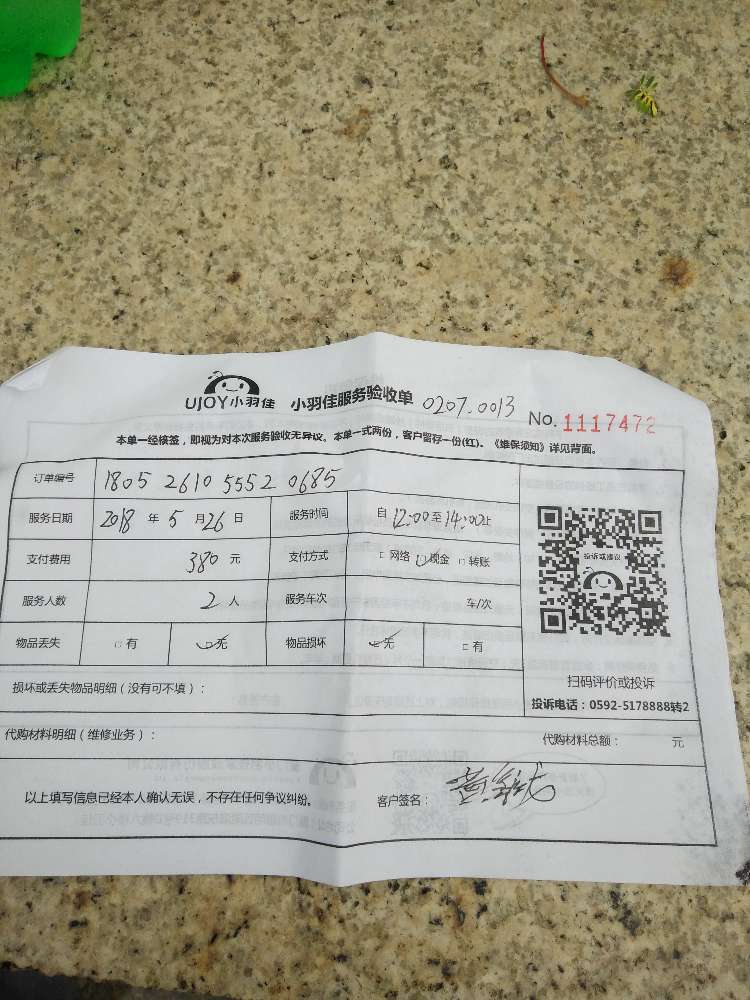 UJOY小羽佳 小羽佳服务验收单 0207.0013 No. 1117472
本单一经核签，即视为对本次服务验收无异议。本单一式两份，客户留存一份(红)、《维保须知》详见背面。
订单编号 1805 2610 5552 0685
服务日期 2018 年 5 月 26 日 服务时间 自 12:00 至 14:00 止
支付费用 380 元 支付方式 □ 网络 □ 现金 □ 转账
服务人数 2 人 服务车次 车/次
物品丢失 □ 有 □ 无 物品损坏 □ 无 □ 有
投诉或建议
扫码评价或投诉
投诉电话：0592-5178888转2
损坏或丢失物品明细（没有可不填）：
代购材料明细（维修业务）： 代购材料总额： 元
以上填写信息已经本人确认无误，不存在任何争议纠纷。 客户签名：